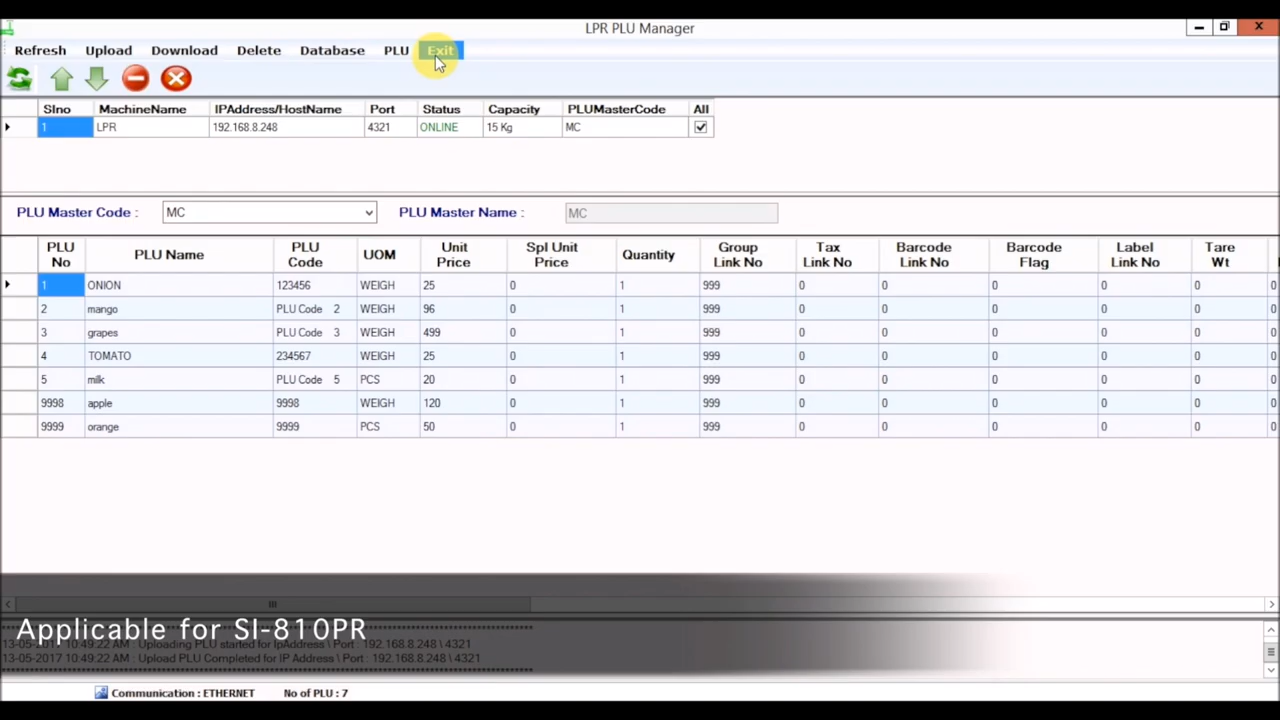 LPR PLU Manager
Refresh Upload Download Delete Database PLU Exit
Slno MachineName IPAddress/HostName Port Status Capacity PLUMasterCode All
1 LPR 192.168.8.248 4321 ONLINE 15 Kg MC
PLU Master Code : MC PLU Master Name : MC
PLU No PLU Name PLU Code UOM Unit Price Spl Unit Price Quantity Group Link No Tax Link No Barcode Link No Barcode Flag Label Link No Tare Wt
1 ONION 123456 WEIGH 25 0 1 999 0 0 0 0 0 0
2 mango PLU Code 2 WEIGH 96 0 1 999 0 0 0 0 0 0
3 grapes PLU Code 3 WEIGH 499 0 1 999 0 0 0 0 0 0
4 TOMATO 234567 WEIGH 25 0 1 999 0 0 0 0 0 0
5 milk PLU Code 5 PCS 20 0 1 999 0 0 0 0 0 0
9998 apple 9998 WEIGH 120 0 1 999 0 0 0 0 0 0
9999 orange 9999 PCS 50 0 1 999 0 0 0 0 0 0
Applicable for SI-810PR
13-05-2017 10:49:22 AM : Uploading PLU started for IpAddress \ Port : 192.168.8.248 \ 4321
13-05-2017 10:49:22 AM : Upload PLU Completed for IP Address \ Port : 192.168.8.248 \ 4321
Communication : ETHERNET No of PLU : 7